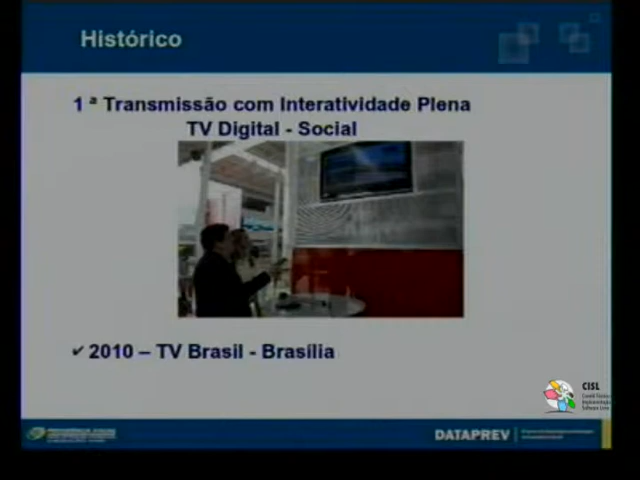 Histórico
1 ª Transmissão com Interatividade Plena
TV Digital - Social
✔ 2010 – TV Brasil - Brasília
CISL
DATAPREV